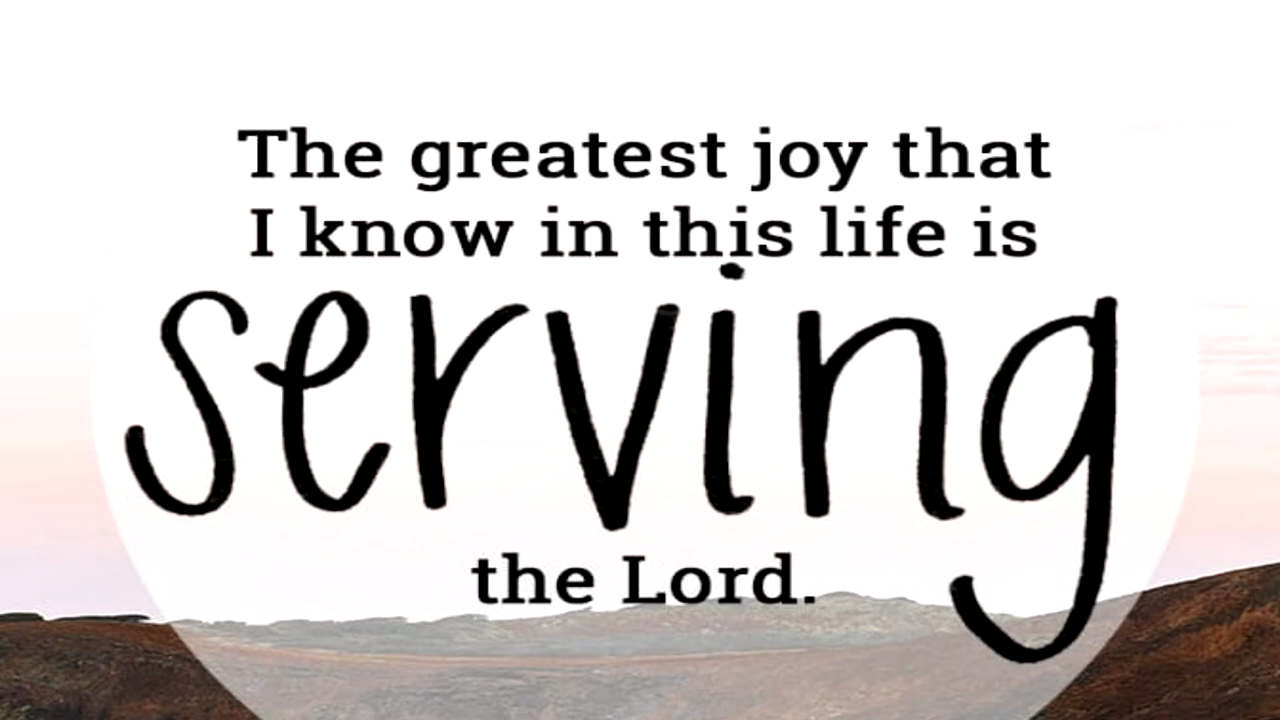 The greatest joy that
I know in this life is
serving
the Lord.